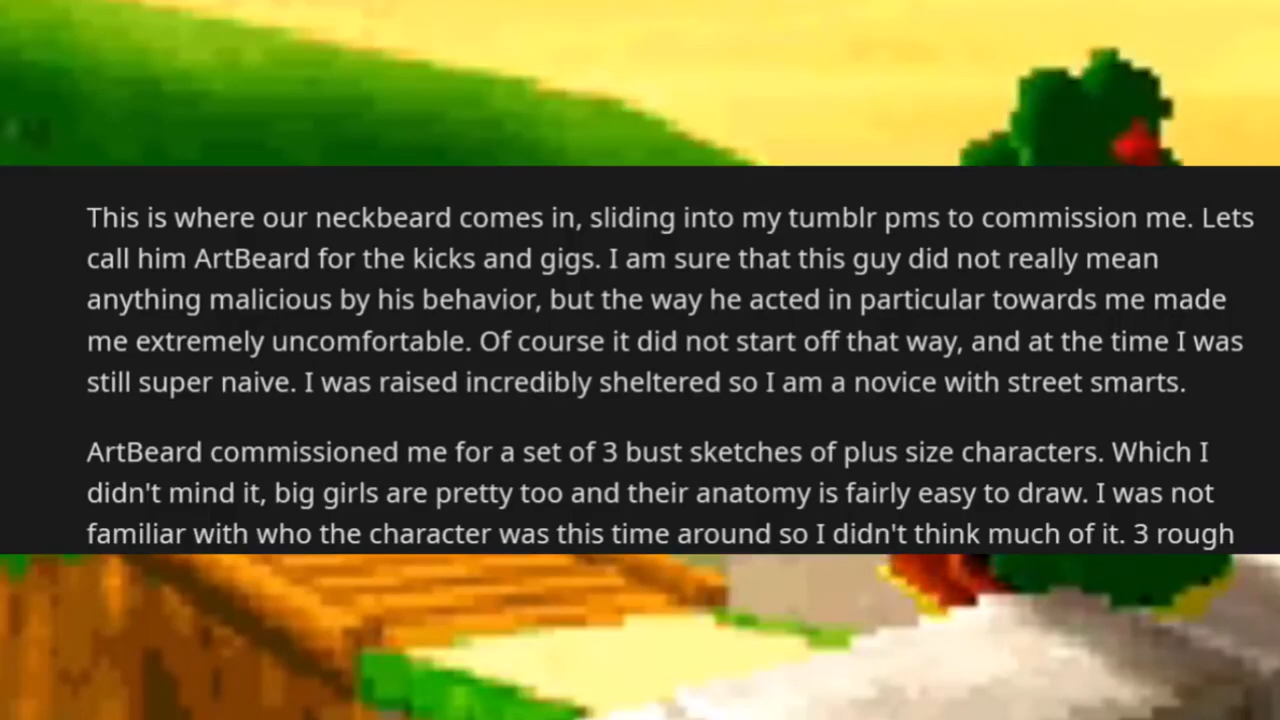 This is where our neckbeard comes in, sliding into my tumblr pms to commission me. Lets
call him ArtBeard for the kicks and gigs. I am sure that this guy did not really mean
anything malicious by his behavior, but the way he acted in particular towards me made
me extremely uncomfortable. Of course it did not start off that way, and at the time I was
still super naive. I was raised incredibly sheltered so I am a novice with street smarts.
ArtBeard commissioned me for a set of 3 bust sketches of plus size characters. Which I
didn't mind it, big girls are pretty too and their anatomy is fairly easy to draw. I was not
familiar with who the character was this time around so I didn't think much of it. 3 rough